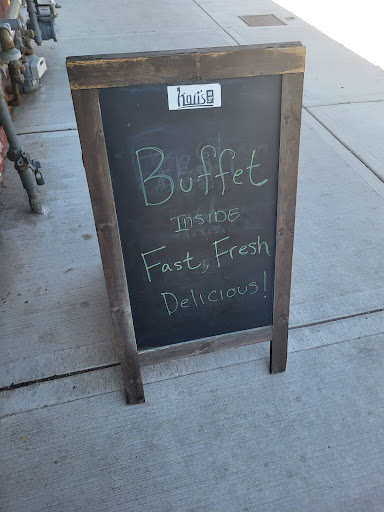 Buffet
INSIDE
Fast, Fresh
Delicious!